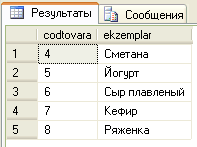 Результаты Сообщения
codtovara ekzemplar
1 4 Сметана
2 5 Йогурт
3 6 Сыр плавленый
4 7 Кефир
5 8 Ряженка